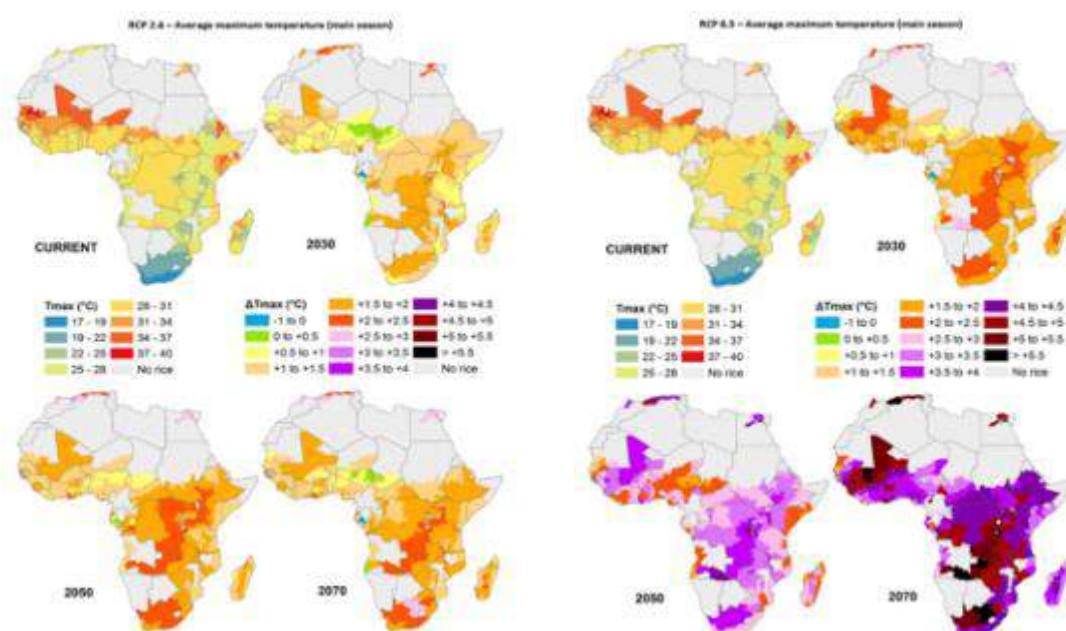 RCP 2.6 – Average maximum temperature (main season)
CURRENT
2030
Tmax (°C)
17 - 19
19 - 22
22 - 25
25 - 28
28 - 31
31 - 34
34 - 37
37 - 40
No rice
ΔTmax (°C)
-1 to 0
0 to +0.5
+0.5 to +1
+1 to +1.5
+1.5 to +2
+2 to +2.5
+2.5 to +3
+3 to +3.5
+3.5 to +4
+4 to +4.5
+4.5 to +5
+5 to +5.5
> +5.5
No rice
2050
2070
RCP 8.5 – Average maximum temperature (main season)
CURRENT
2030
Tmax (°C)
17 - 19
19 - 22
22 - 25
25 - 28
28 - 31
31 - 34
34 - 37
37 - 40
No rice
ΔTmax (°C)
-1 to 0
0 to +0.5
+0.5 to +1
+1 to +1.5
+1.5 to +2
+2 to +2.5
+2.5 to +3
+3 to +3.5
+3.5 to +4
+4 to +4.5
+4.5 to +5
+5 to +5.5
> +5.5
No rice
2050
2070